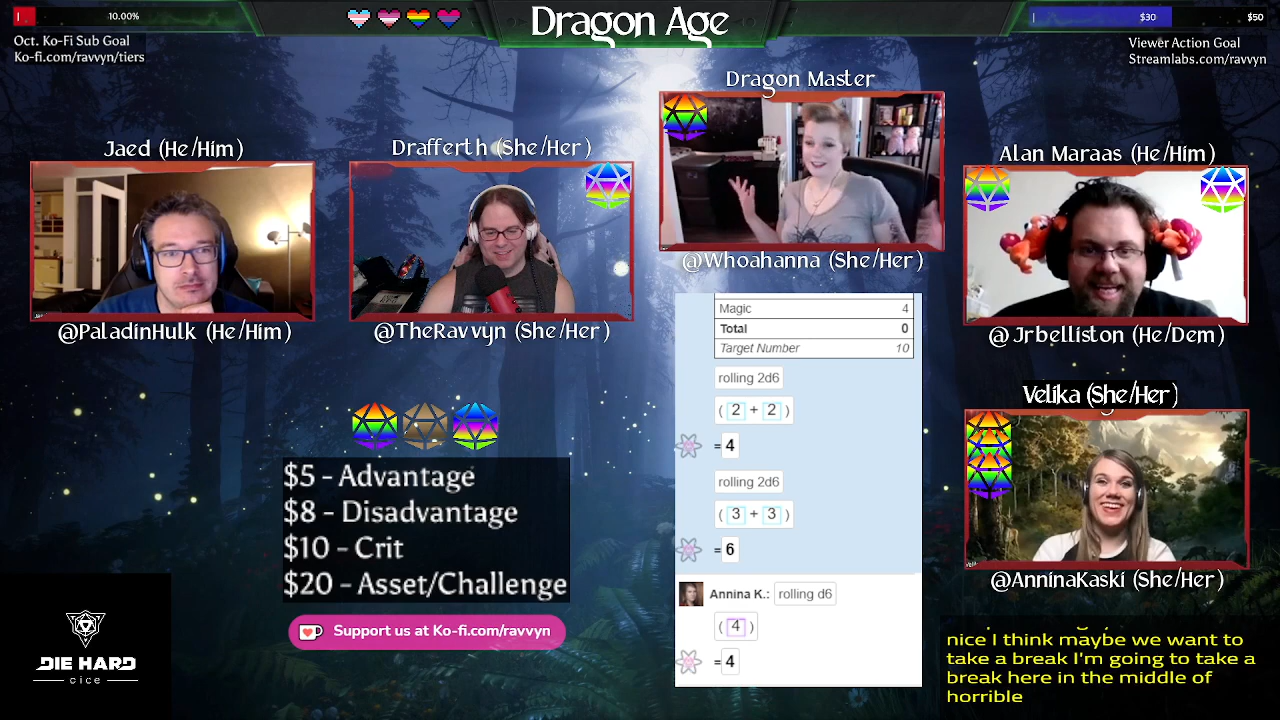 10.00%
Dragon Age
$30
$50
Oct. Ko-Fi Sub Goal
Ko-fi.com/ravvyn/tiers
Viewer Action Goal
Streamlabs.com/ravvyn
Dragon Master
Jaed (He/Him)
Drafferth (She/Her)
Alan Maraas (He/Him)
@Whoahanna (She/Her)
@PaladinHulk (He/Him)
@TheRavvyn (She/Her)
@Jrbelliston (He/Dem)
Velika (She/Her)
@AnninaKaski (She/Her)
Magic 4
Total 0
Target Number 10
rolling 2d6
( 2 + 2 )
= 4
rolling 2d6
( 3 + 3 )
= 6
Annina K.: rolling d6
( 4 )
= 4
$5 - Advantage
$8 - Disadvantage
$10 - Crit
$20 - Asset/Challenge
Support us at Ko-fi.com/ravvyn
DIE HARD
DICE
nice I think maybe we want to
take a break I'm going to take a
break here in the middle of
horrible